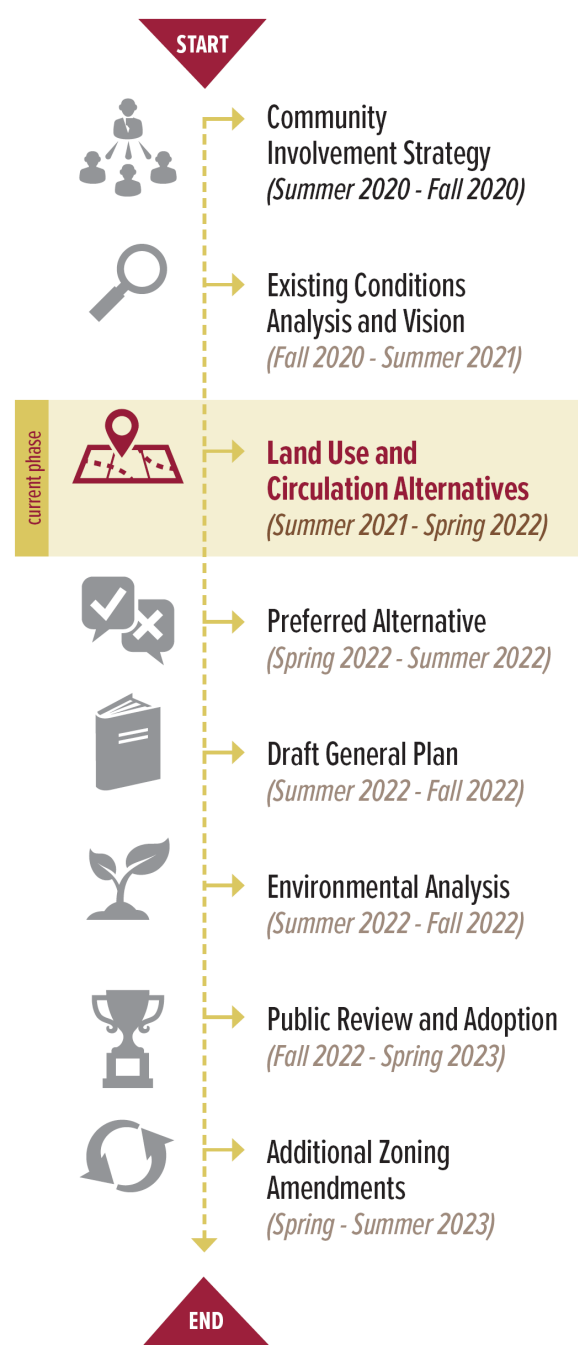 START
Community
Involvement Strategy
(Summer 2020 - Fall 2020)
Existing Conditions
Analysis and Vision
(Fall 2020 - Summer 2021)
current phase
Land Use and
Circulation Alternatives
(Summer 2021 - Spring 2022)
Preferred Alternative
(Spring 2022 - Summer 2022)
Draft General Plan
(Summer 2022 - Fall 2022)
Environmental Analysis
(Summer 2022 - Fall 2022)
Public Review and Adoption
(Fall 2022 - Spring 2023)
Additional Zoning
Amendments
(Spring - Summer 2023)
END